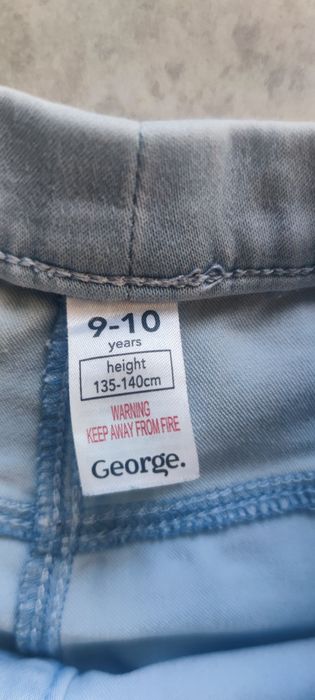 9-10
years
height
135-140cm
WARNING
KEEP AWAY FROM FIRE
George.